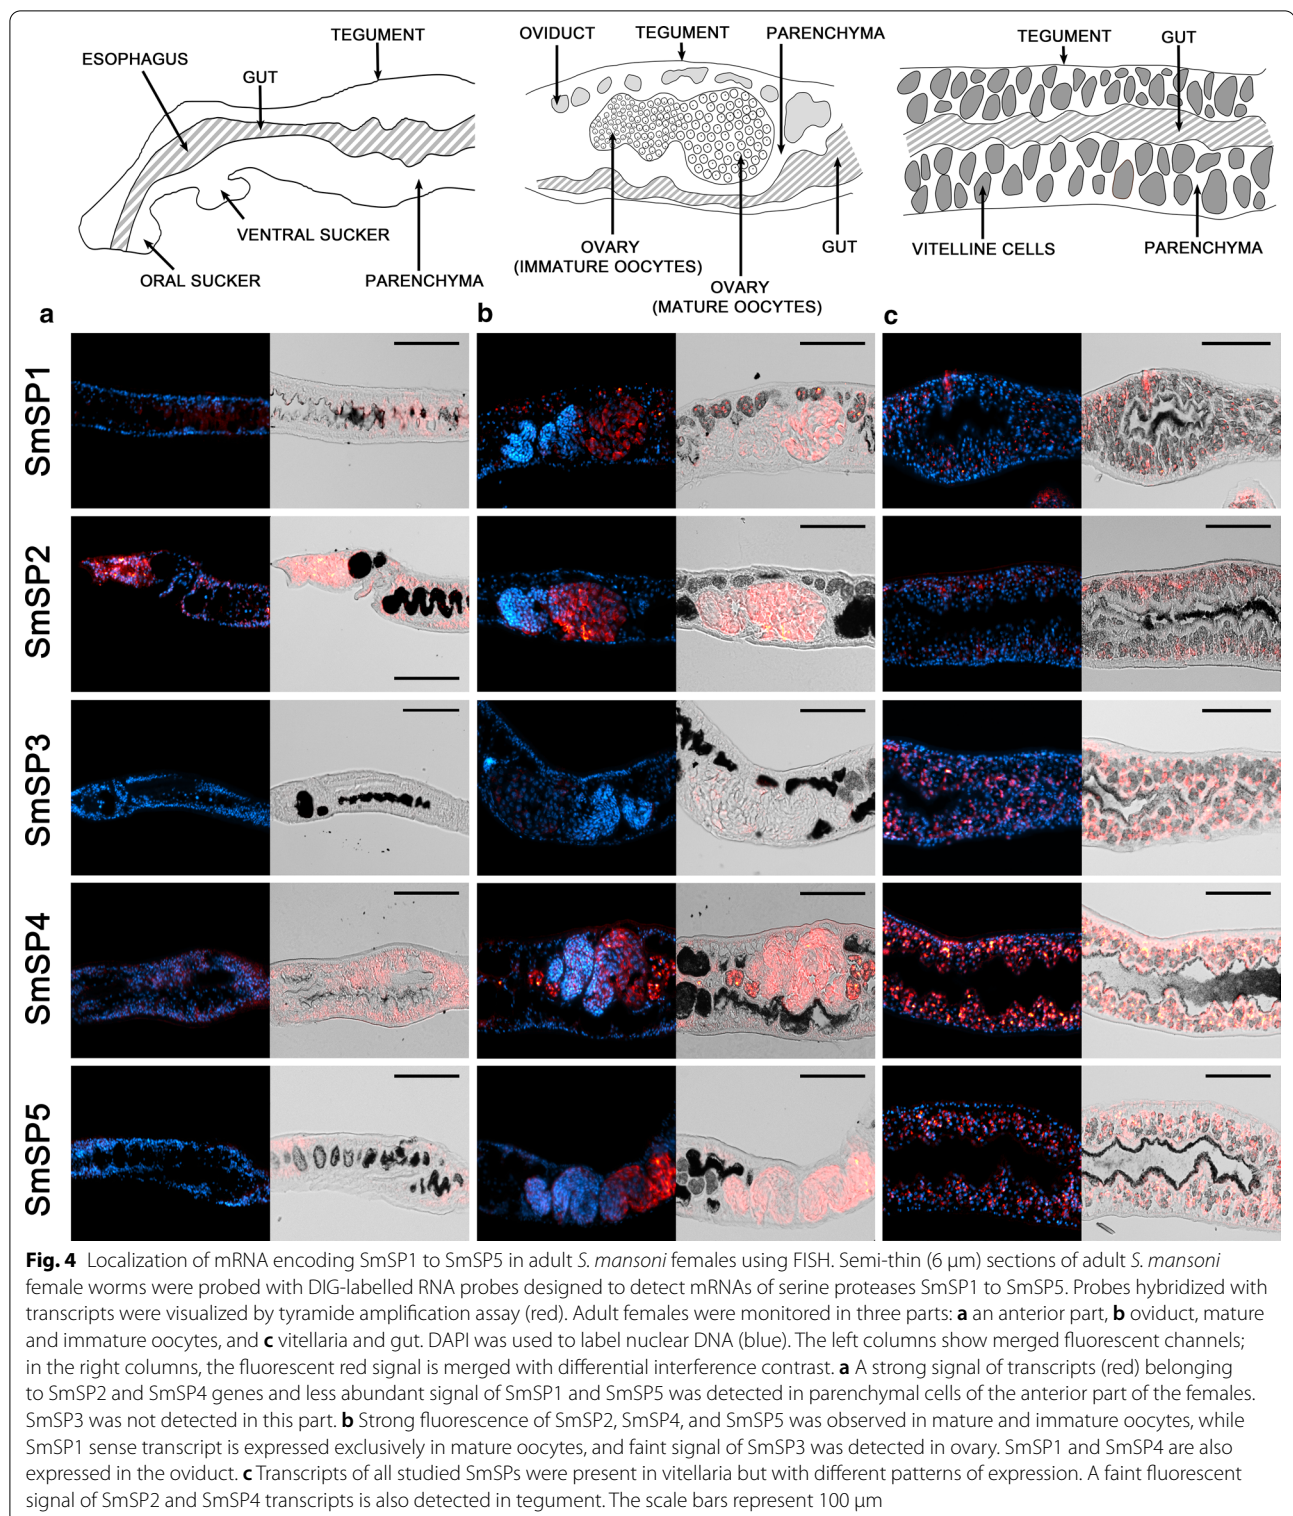 TEGUMENT
ESOPHAGUS
GUT
VENTRAL SUCKER
ORAL SUCKER
PARENCHYMA
OVIDUCT
TEGUMENT
PARENCHYMA
OVARY
(IMMATURE OOCYTES)
GUT
OVARY
(MATURE OOCYTES)
TEGUMENT
GUT
VITELLINE CELLS
PARENCHYMA
a
b
c
SmSP1
SmSP2
SmSP3
SmSP4
SmSP5
Fig. 4 Localization of mRNA encoding SmSP1 to SmSP5 in adult S. mansoni females using FISH. Semi-thin (6 µm) sections of adult S. mansoni
female worms were probed with DIG-labelled RNA probes designed to detect mRNAs of serine proteases SmSP1 to SmSP5. Probes hybridized with
transcripts were visualized by tyramide amplification assay (red). Adult females were monitored in three parts: a an anterior part, b oviduct, mature
and immature oocytes, and c vitellaria and gut. DAPI was used to label nuclear DNA (blue). The left columns show merged fluorescent channels;
in the right columns, the fluorescent red signal is merged with differential interference contrast. a A strong signal of transcripts (red) belonging
to SmSP2 and SmSP4 genes and less abundant signal of SmSP1 and SmSP5 was detected in parenchymal cells of the anterior part of the females.
SmSP3 was not detected in this part. b Strong fluorescence of SmSP2, SmSP4, and SmSP5 was observed in mature and immature oocytes, while
SmSP1 sense transcript is expressed exclusively in mature oocytes, and faint signal of SmSP3 was detected in ovary. SmSP1 and SmSP4 are also
expressed in the oviduct. c Transcripts of all studied SmSPs were present in vitellaria but with different patterns of expression. A faint fluorescent
signal of SmSP2 and SmSP4 transcripts is also detected in tegument. The scale bars represent 100 µm